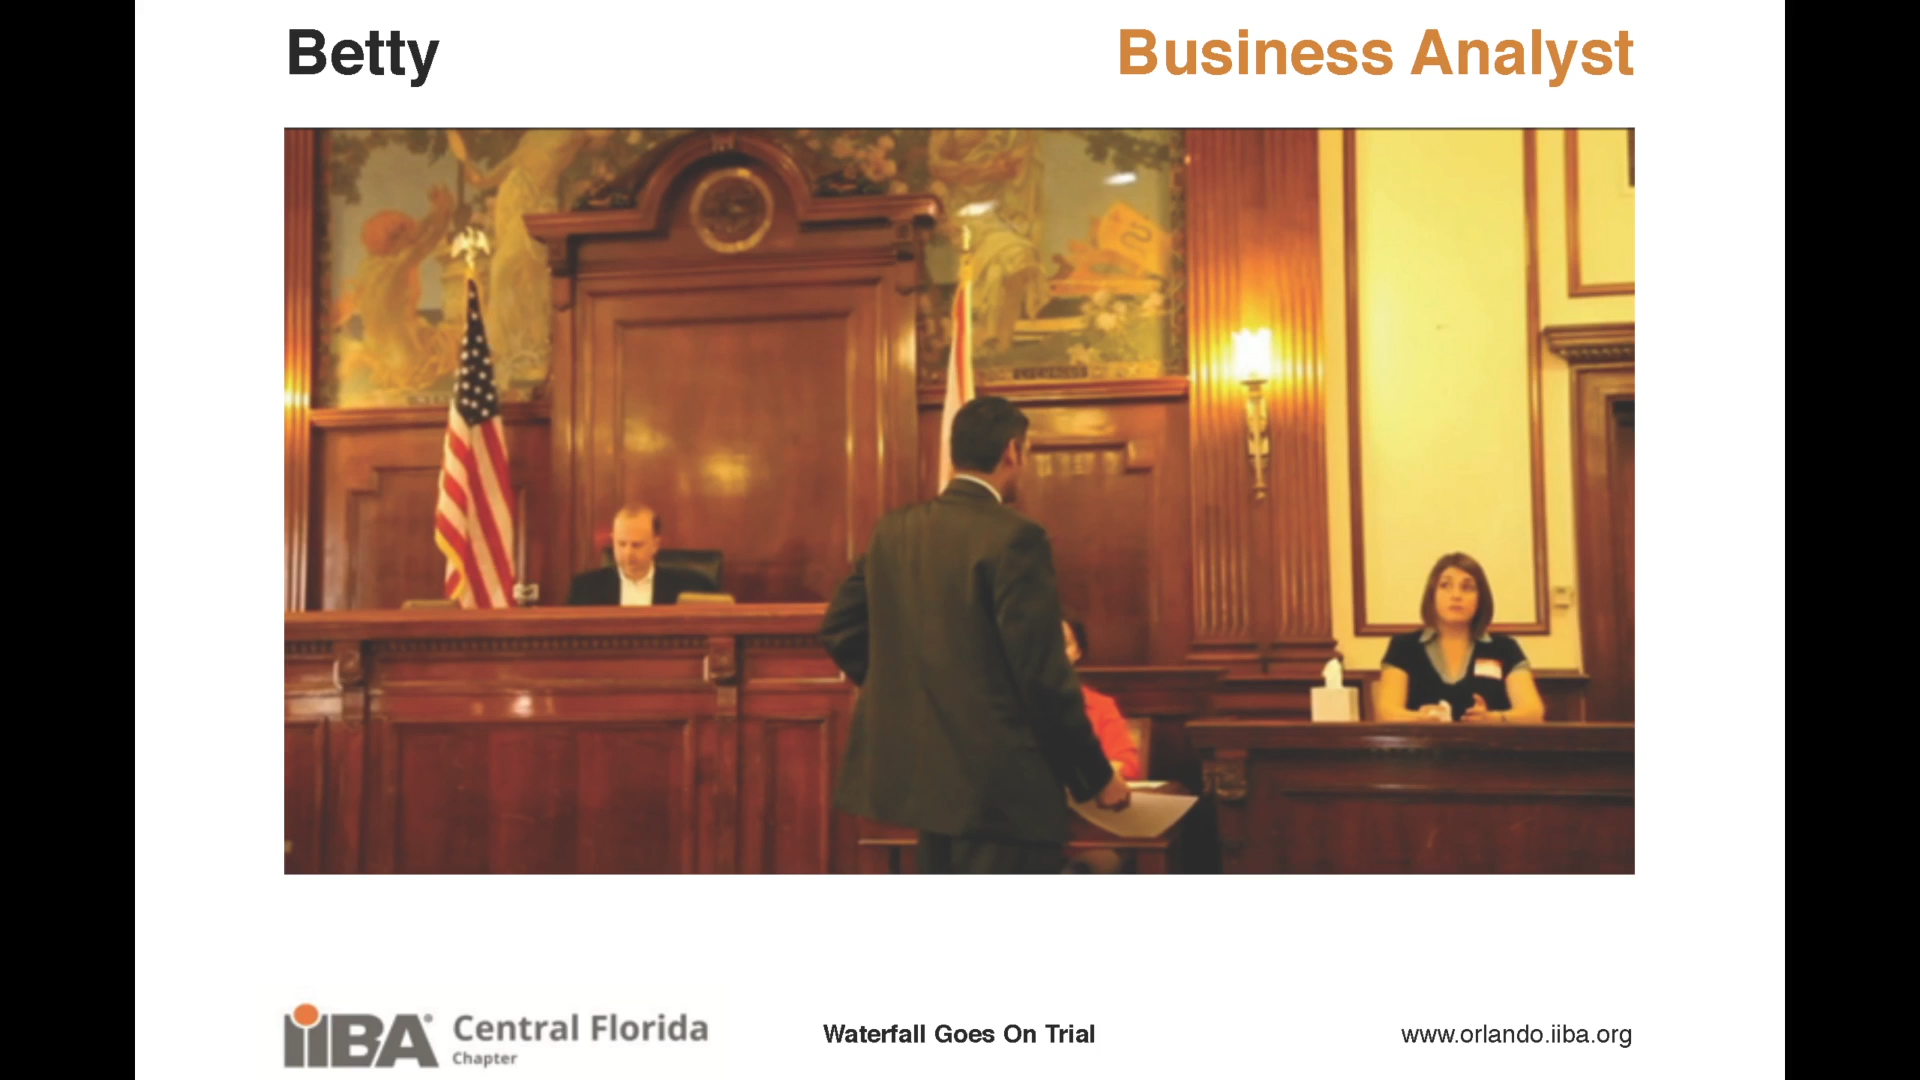 Betty
Business Analyst
iiBA® Central Florida
Chapter
Waterfall Goes On Trial
www.orlando.iiba.org